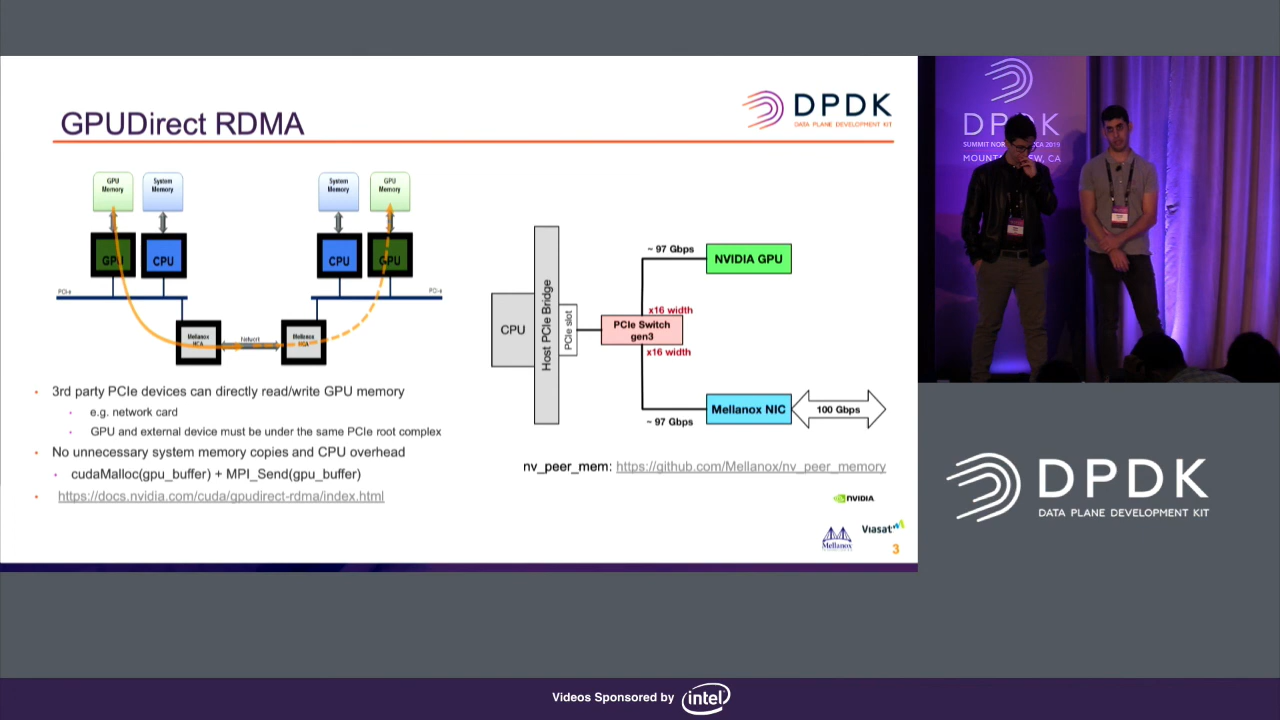 GPUDirect RDMA
DPDK
DATA PLANE DEVELOPMENT KIT
GPU
Memory
System
Memory
System
Memory
GPU
Memory
GPU
CPU
CPU
GPU
PCI-e
PCI-e
Mellanox
HCA
Network
Mellanox
HCA
CPU
Host PCIe Bridge
PCIe slot
~ 97 Gbps
NVIDIA GPU
x16 width
PCIe Switch
gen3
x16 width
~ 97 Gbps
Mellanox NIC
100 Gbps
• 3rd party PCIe devices can directly read/write GPU memory
• e.g. network card
• GPU and external device must be under the same PCIe root complex
• No unnecessary system memory copies and CPU overhead
• cudaMalloc(gpu_buffer) + MPI_Send(gpu_buffer)
• https://docs.nvidia.com/cuda/gpudirect-rdma/index.html
nv_peer_mem: https://github.com/Mellanox/nv_peer_memory
NVIDIA
Mellanox
Viasat
3
DPDK
SUMMIT 2019
MOUNT CA
DPDK
DATA PLANE DEVELOPMENT KIT
Videos Sponsored by intel